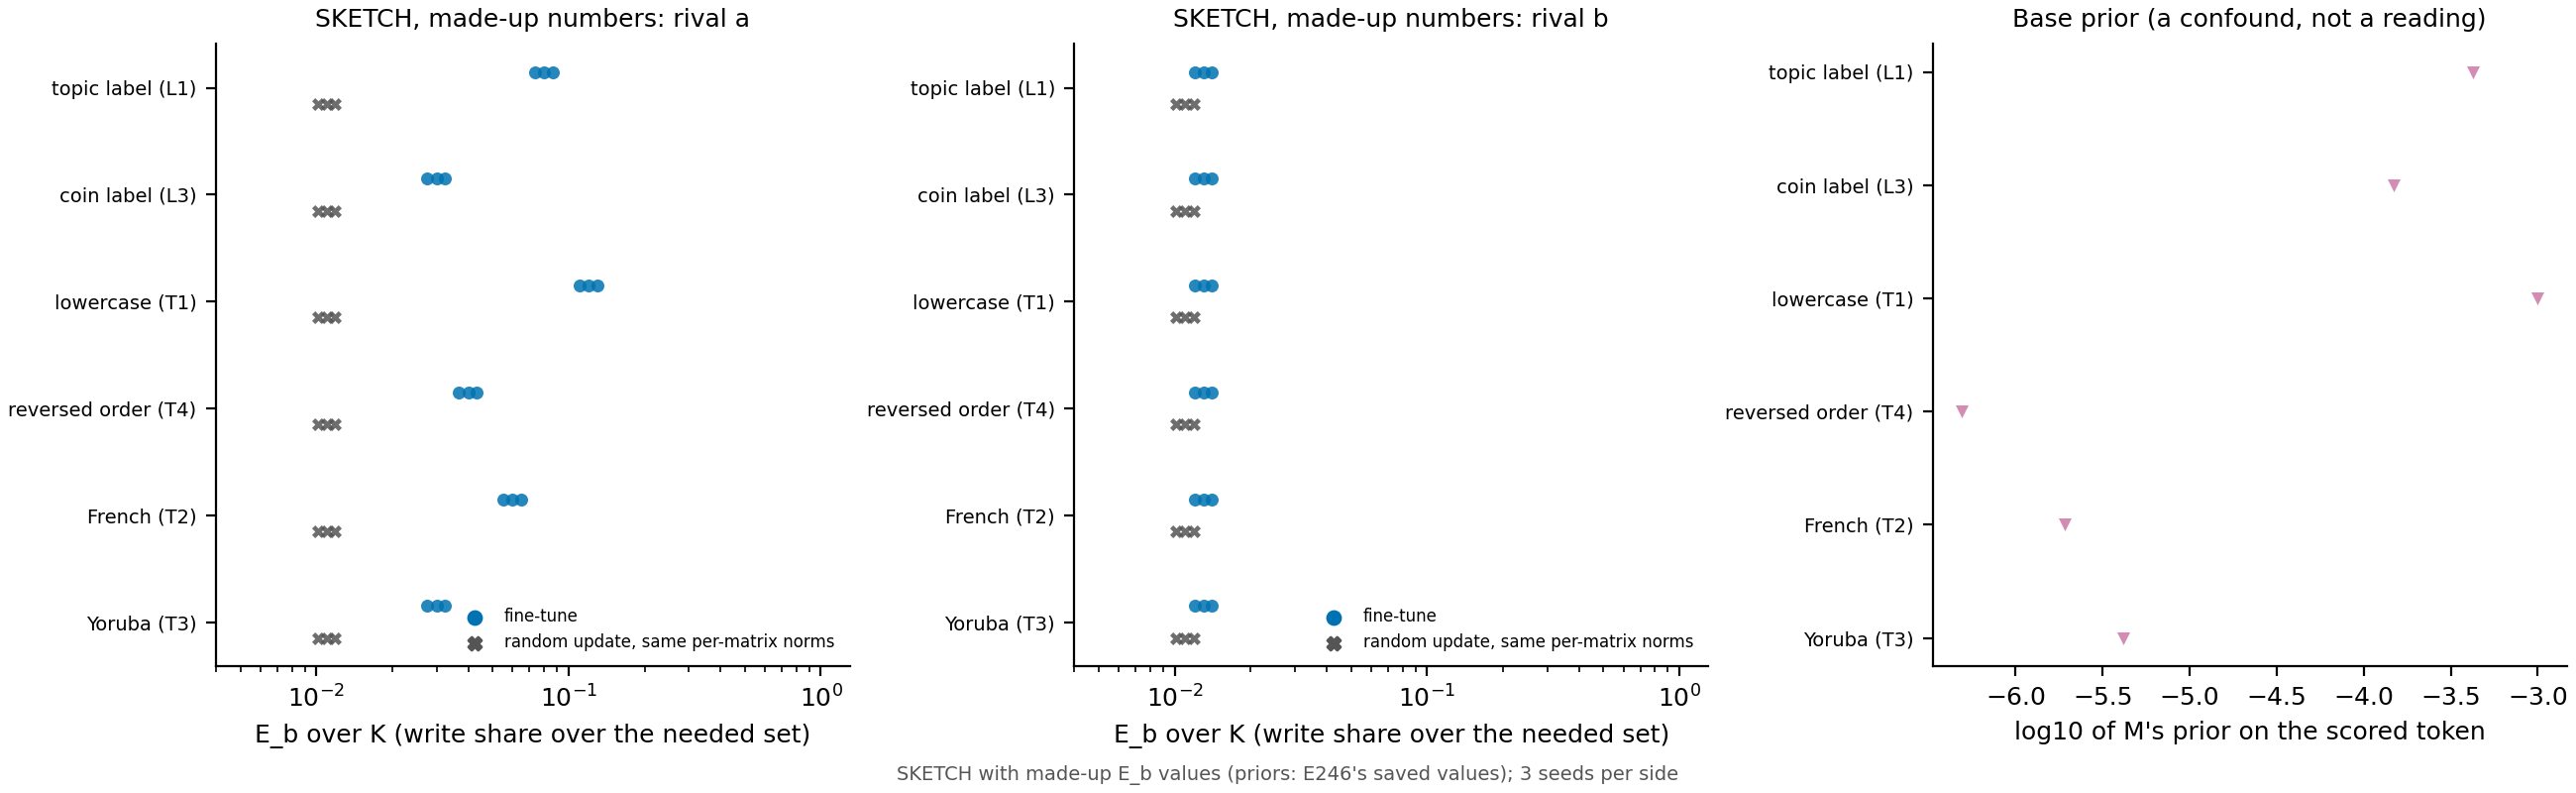 SKETCH, made-up numbers: rival a
topic label (L1)
coin label (L3)
lowercase (T1)
reversed order (T4)
French (T2)
Yoruba (T3)
fine-tune
random update, same per-matrix norms
10⁻²
10⁻¹
10⁰
E_b over K (write share over the needed set)
SKETCH, made-up numbers: rival b
topic label (L1)
coin label (L3)
lowercase (T1)
reversed order (T4)
French (T2)
Yoruba (T3)
fine-tune
random update, same per-matrix norms
10⁻²
10⁻¹
10⁰
E_b over K (write share over the needed set)
Base prior (a confound, not a reading)
topic label (L1)
coin label (L3)
lowercase (T1)
reversed order (T4)
French (T2)
Yoruba (T3)
−6.0
−5.5
−5.0
−4.5
−4.0
−3.5
−3.0
log10 of M's prior on the scored token
SKETCH with made-up E_b values (priors: E246's saved values); 3 seeds per side